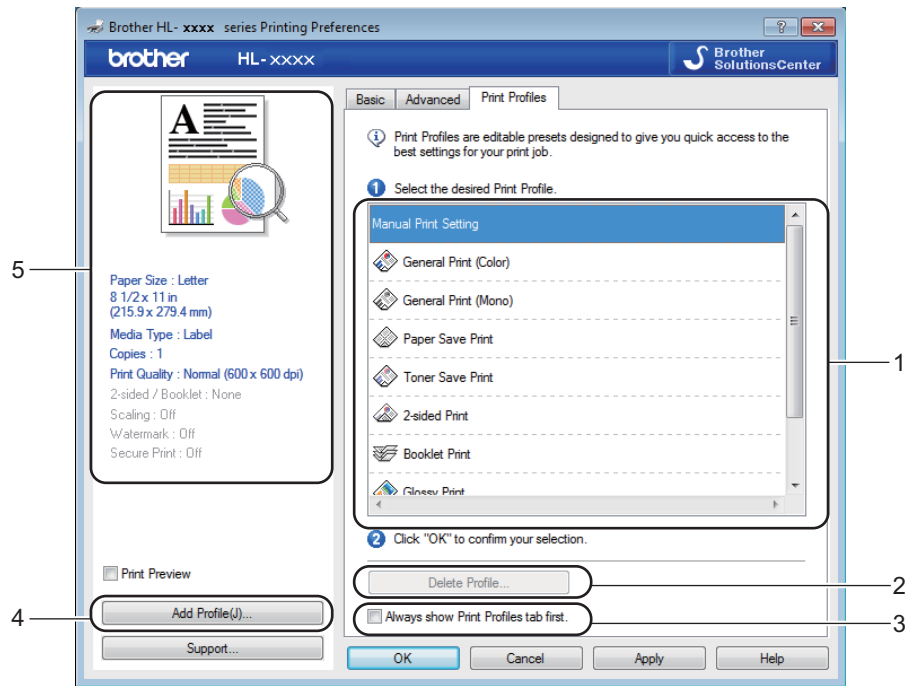 Brother HL- xxxx series Printing Preferences
brother HL-xxxx
Brother
SolutionsCenter
A
Paper Size : Letter
8 1/2 x 11 in
(215.9 x 279.4 mm)
Media Type : Label
Copies : 1
Print Quality : Normal (600 x 600 dpi)
2-sided / Booklet : None
Scaling : Off
Watermark : Off
Secure Print : Off
5
Print Preview
Add Profile(J)...
4
Support...
Basic Advanced Print Profiles
Print Profiles are editable presets designed to give you quick access to the
best settings for your print job.
1 Select the desired Print Profile.
Manual Print Setting
General Print (Color)
General Print (Mono)
Paper Save Print
Toner Save Print
2-sided Print
Booklet Print
Glossy Print
1
2 Click "OK" to confirm your selection.
Delete Profile...
2
Always show Print Profiles tab first.
3
OK Cancel Apply Help